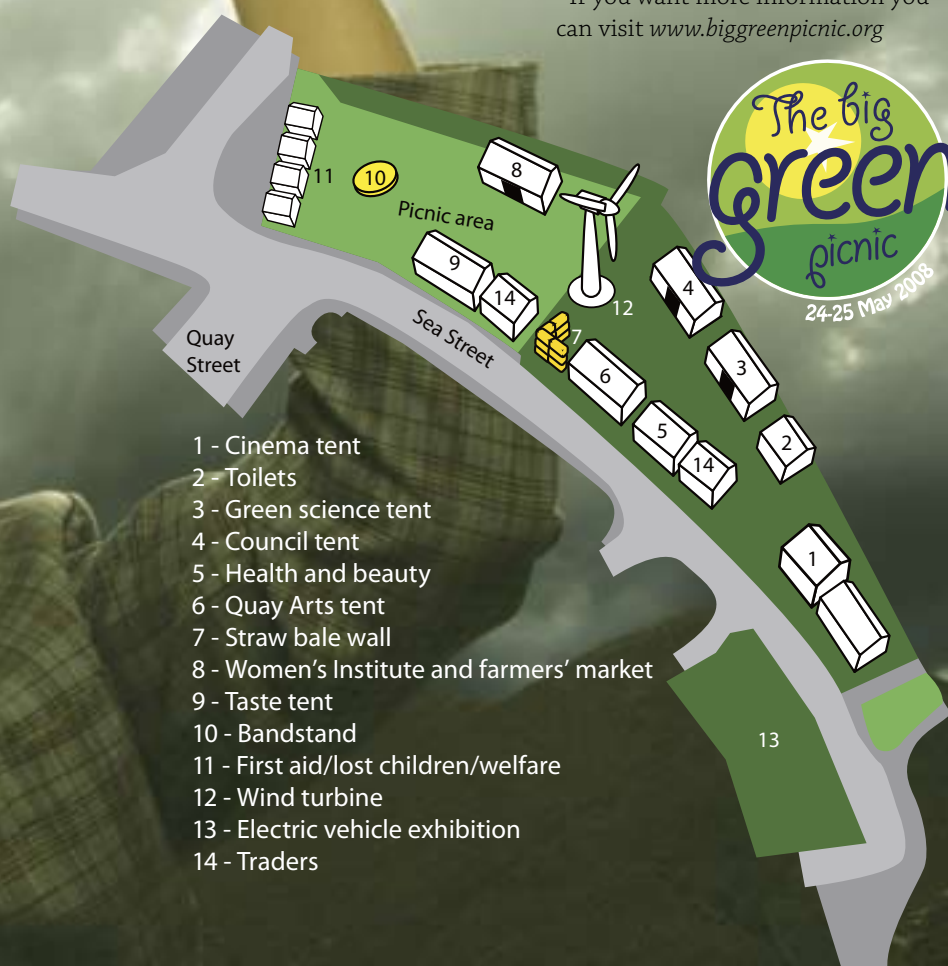 If you want more information you
can visit www.biggreenpicnic.org
The big
green
picnic
24-25 May 2008
11
10
8
Picnic area
9
14
12
4
Sea Street
7
3
Quay
Street
6
5
2
14
1
13
1 - Cinema tent
2 - Toilets
3 - Green science tent
4 - Council tent
5 - Health and beauty
6 - Quay Arts tent
7 - Straw bale wall
8 - Women’s Institute and farmers’ market
9 - Taste tent
10 - Bandstand
11 - First aid/lost children/welfare
12 - Wind turbine
13 - Electric vehicle exhibition
14 - Traders